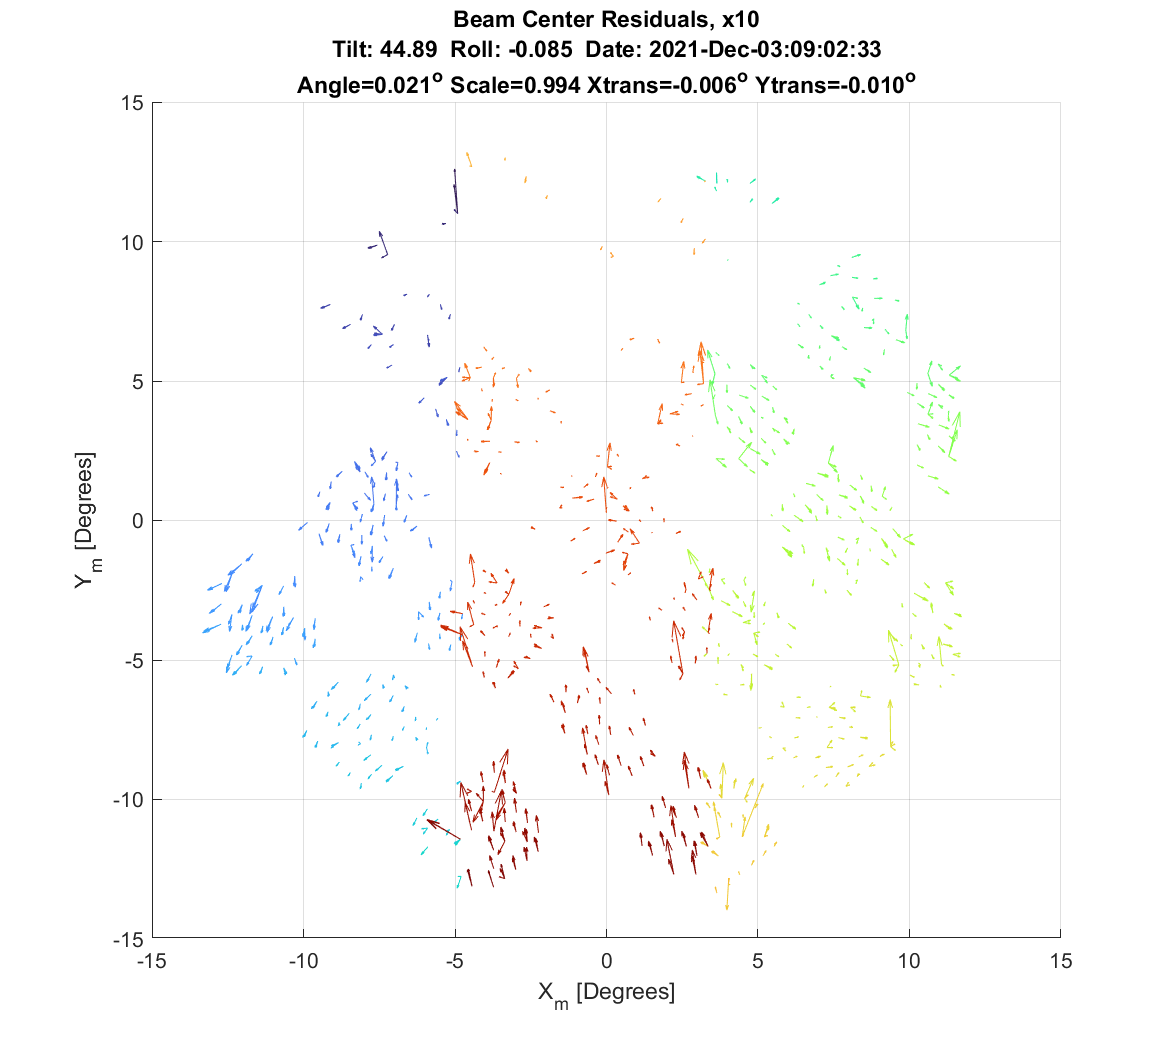 Beam Center Residuals, x10
Tilt: 44.89 Roll: -0.085 Date: 2021-Dec-03:09:02:33
Angle=0.021° Scale=0.994 Xtrans=-0.006° Ytrans=-0.010°
15
10
5
0
-5
-10
-15
Y_m [Degrees]
-15 -10 -5 0 5 10 15
X_m [Degrees]